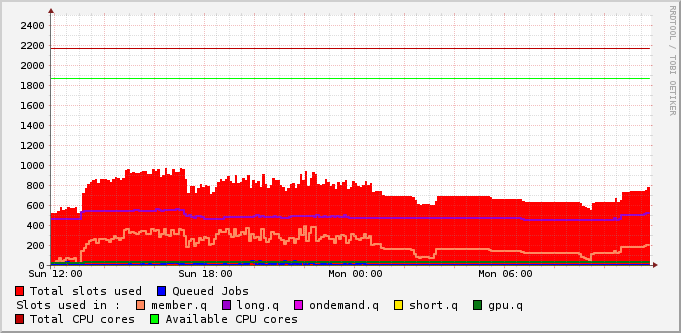 RRDTOOL / TOBI OETIKER
2400
2200
2000
1800
1600
1400
1200
1000
800
600
400
200
0
Sun 12:00 Sun 18:00 Mon 00:00 Mon 06:00
Total slots used Queued Jobs
Slots used in : member.q long.q ondemand.q short.q gpu.q
Total CPU cores Available CPU cores